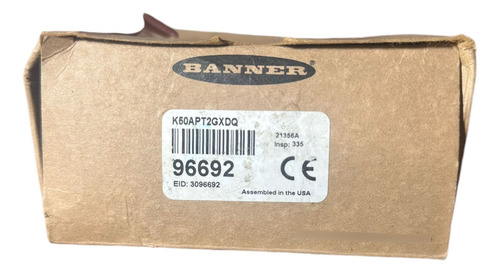 BANNER
K50APT2GXDQ
21356A
Insp: 335
96692
CE
EID: 3096692
Assembled in the USA